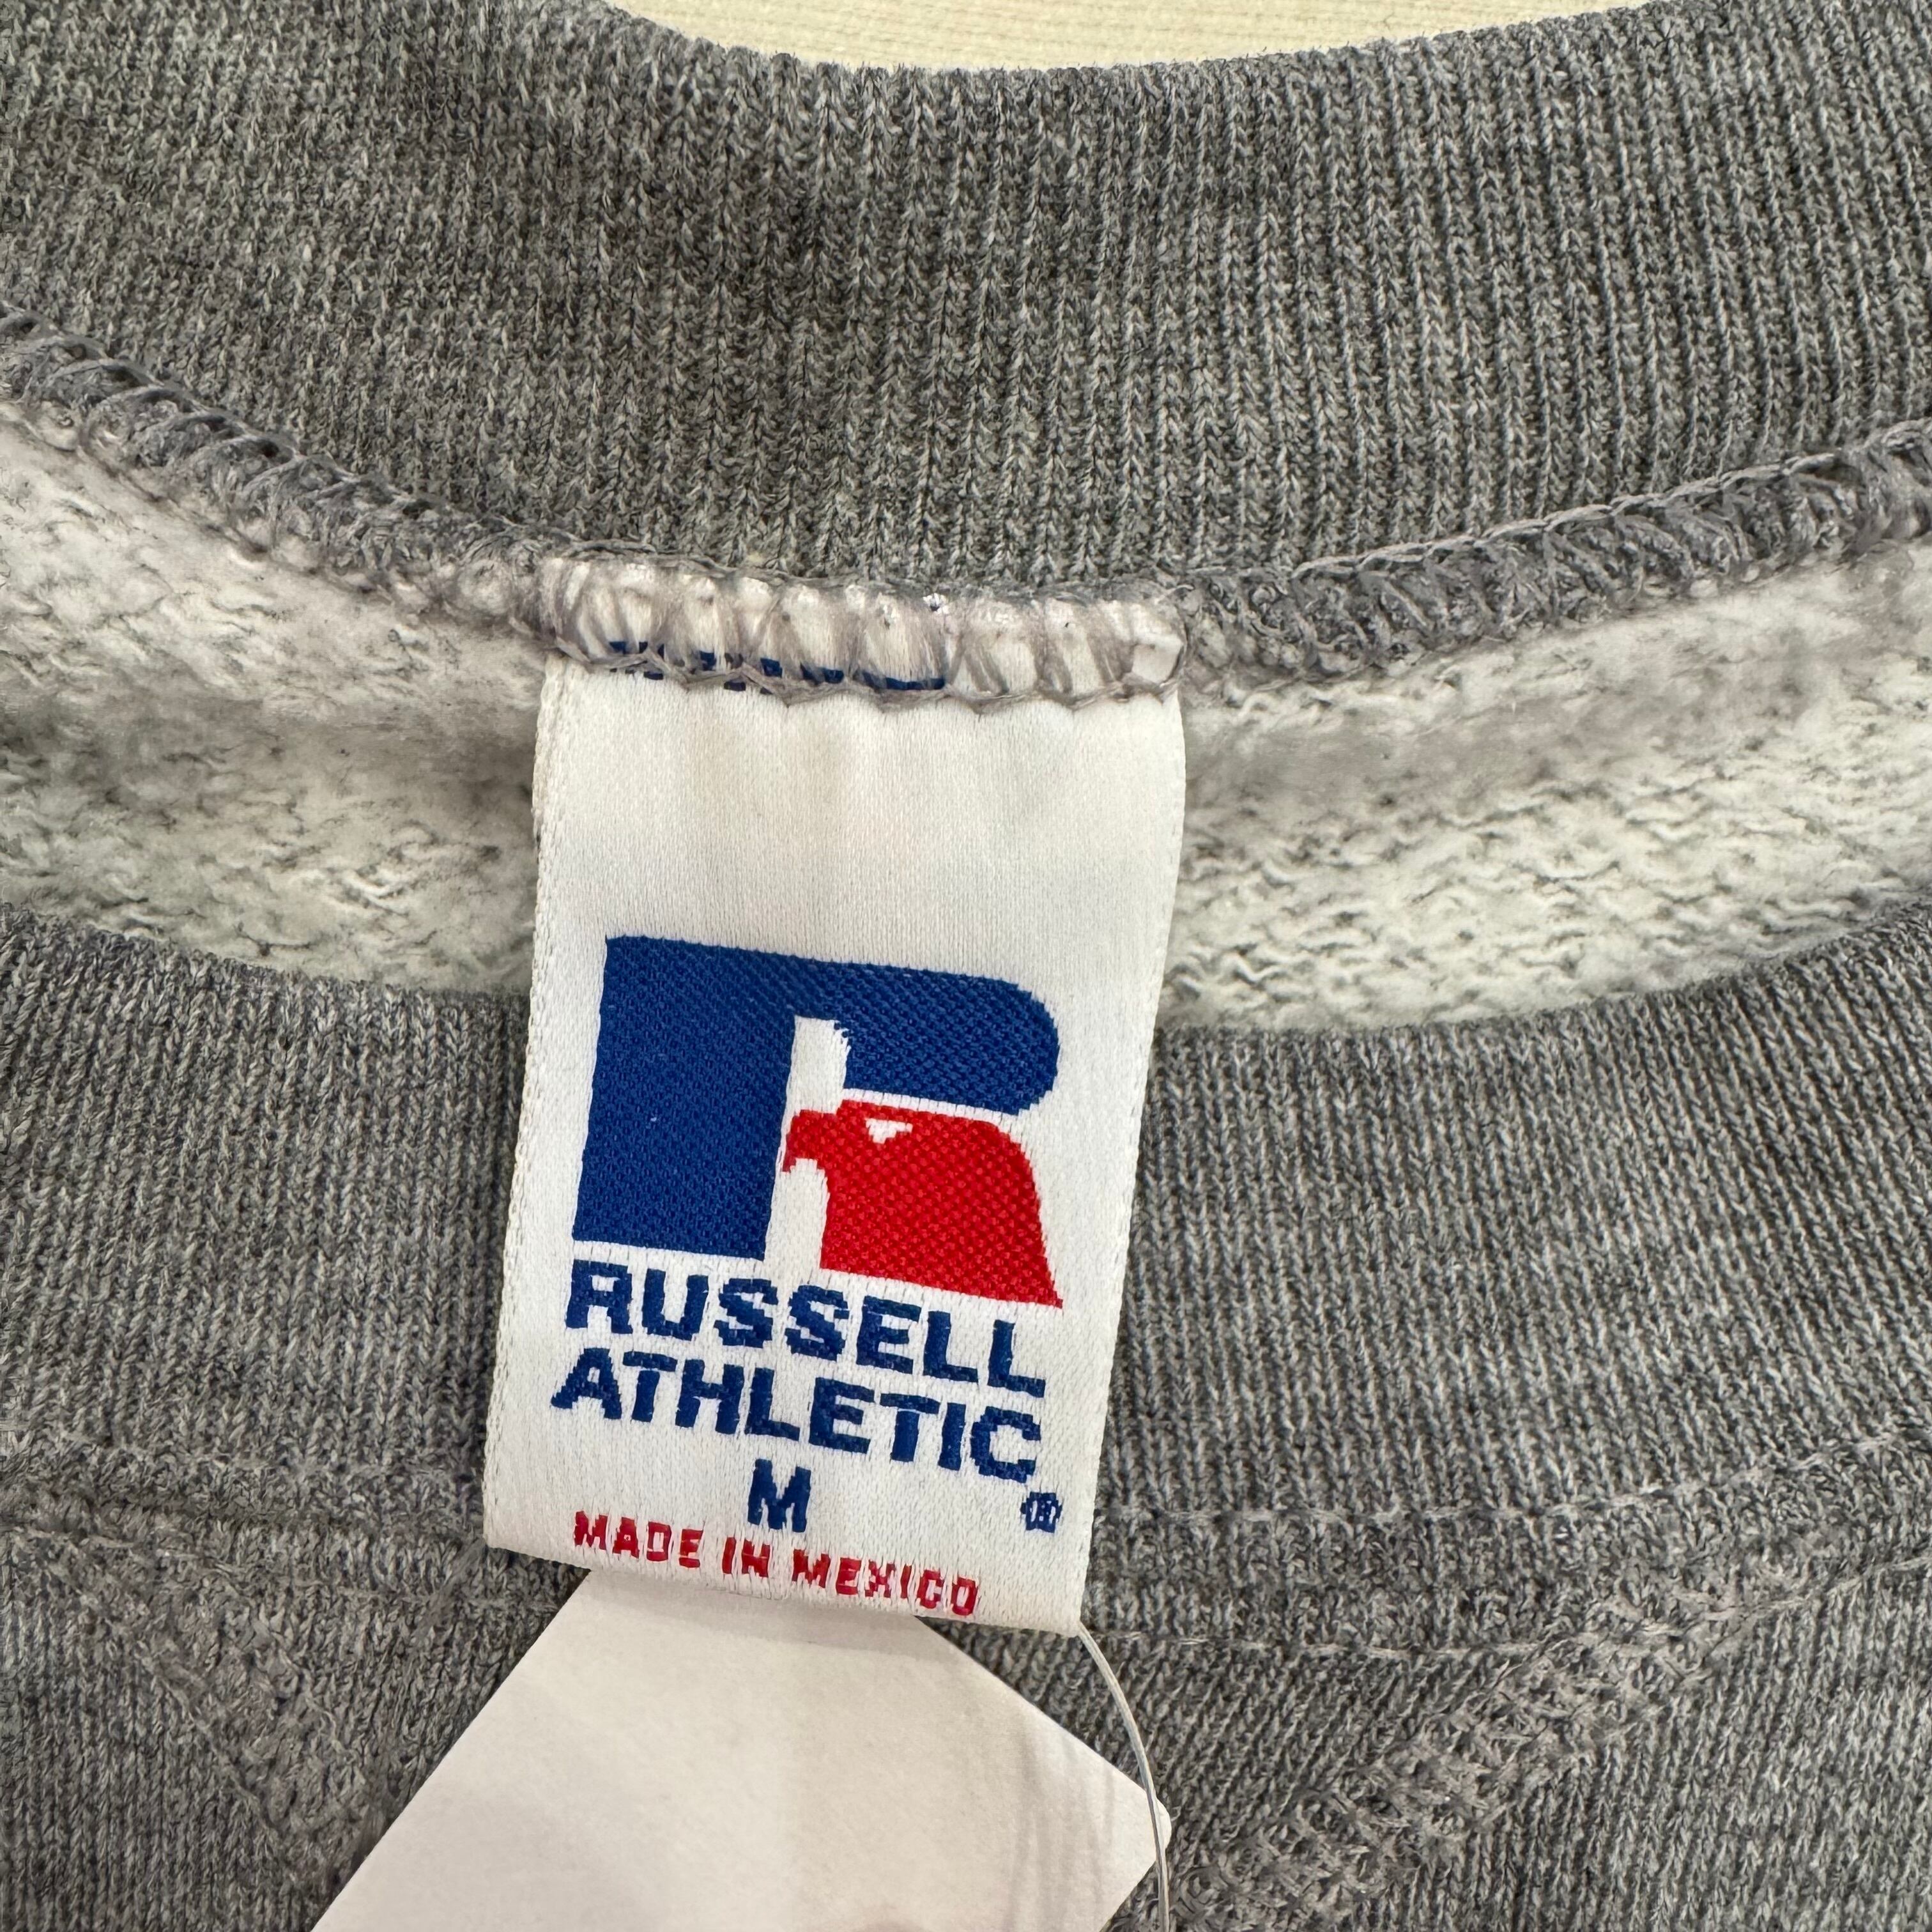 RUSSELL
ATHLETIC®
M
MADE IN MEXICO